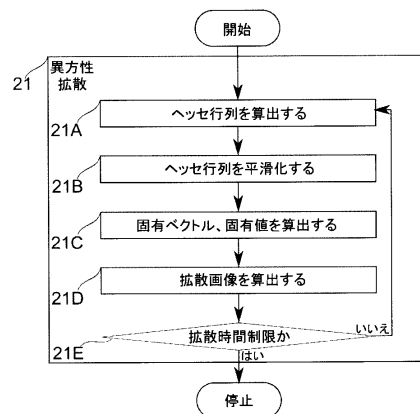 開始
21
異方性
拡散
ヘッセ行列を算出する
21A
ヘッセ行列を平滑化する
21B
固有ベクトル、固有値を算出する
21C
拡散画像を算出する
21D
拡散時間制限か
いいえ
21E
はい
停止